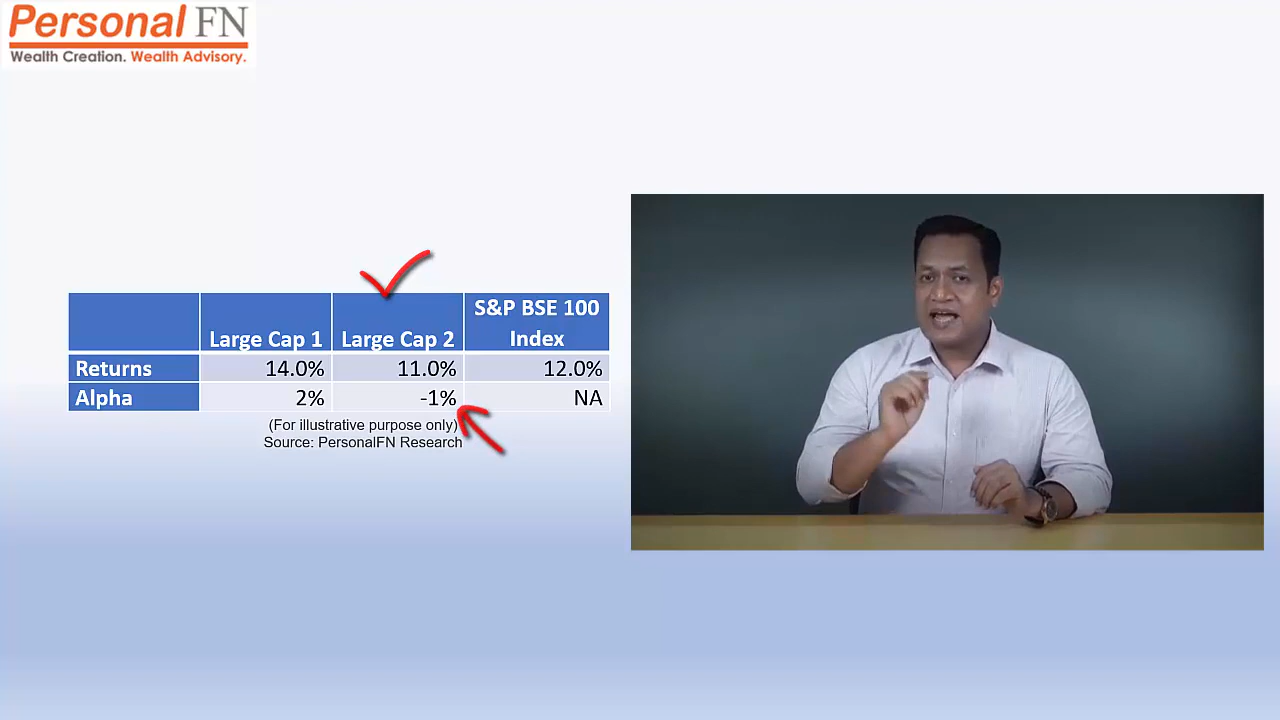 Personal FN
Wealth Creation. Wealth Advisory.
S&P BSE 100
Large Cap 1 Large Cap 2 Index
Returns 14.0% 11.0% 12.0%
Alpha 2% -1% NA
(For illustrative purpose only)
Source: PersonalFN Research